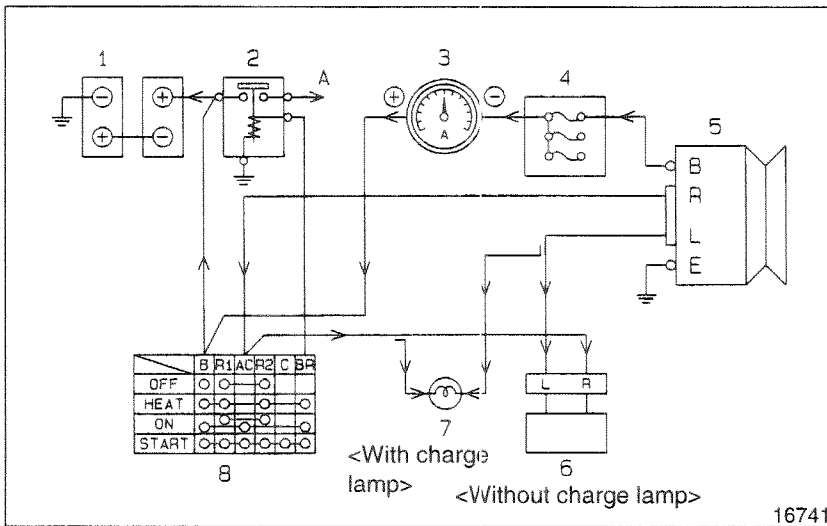 1
2
3
4
5
6
7
8
A
A
⊕
⊖
⊖
⊕
⊕
⊖
B
R
L
E
B R1 AC R2 C BR
OFF
HEAT
ON
START
L R
<With charge
lamp>
<Without charge lamp>
16741